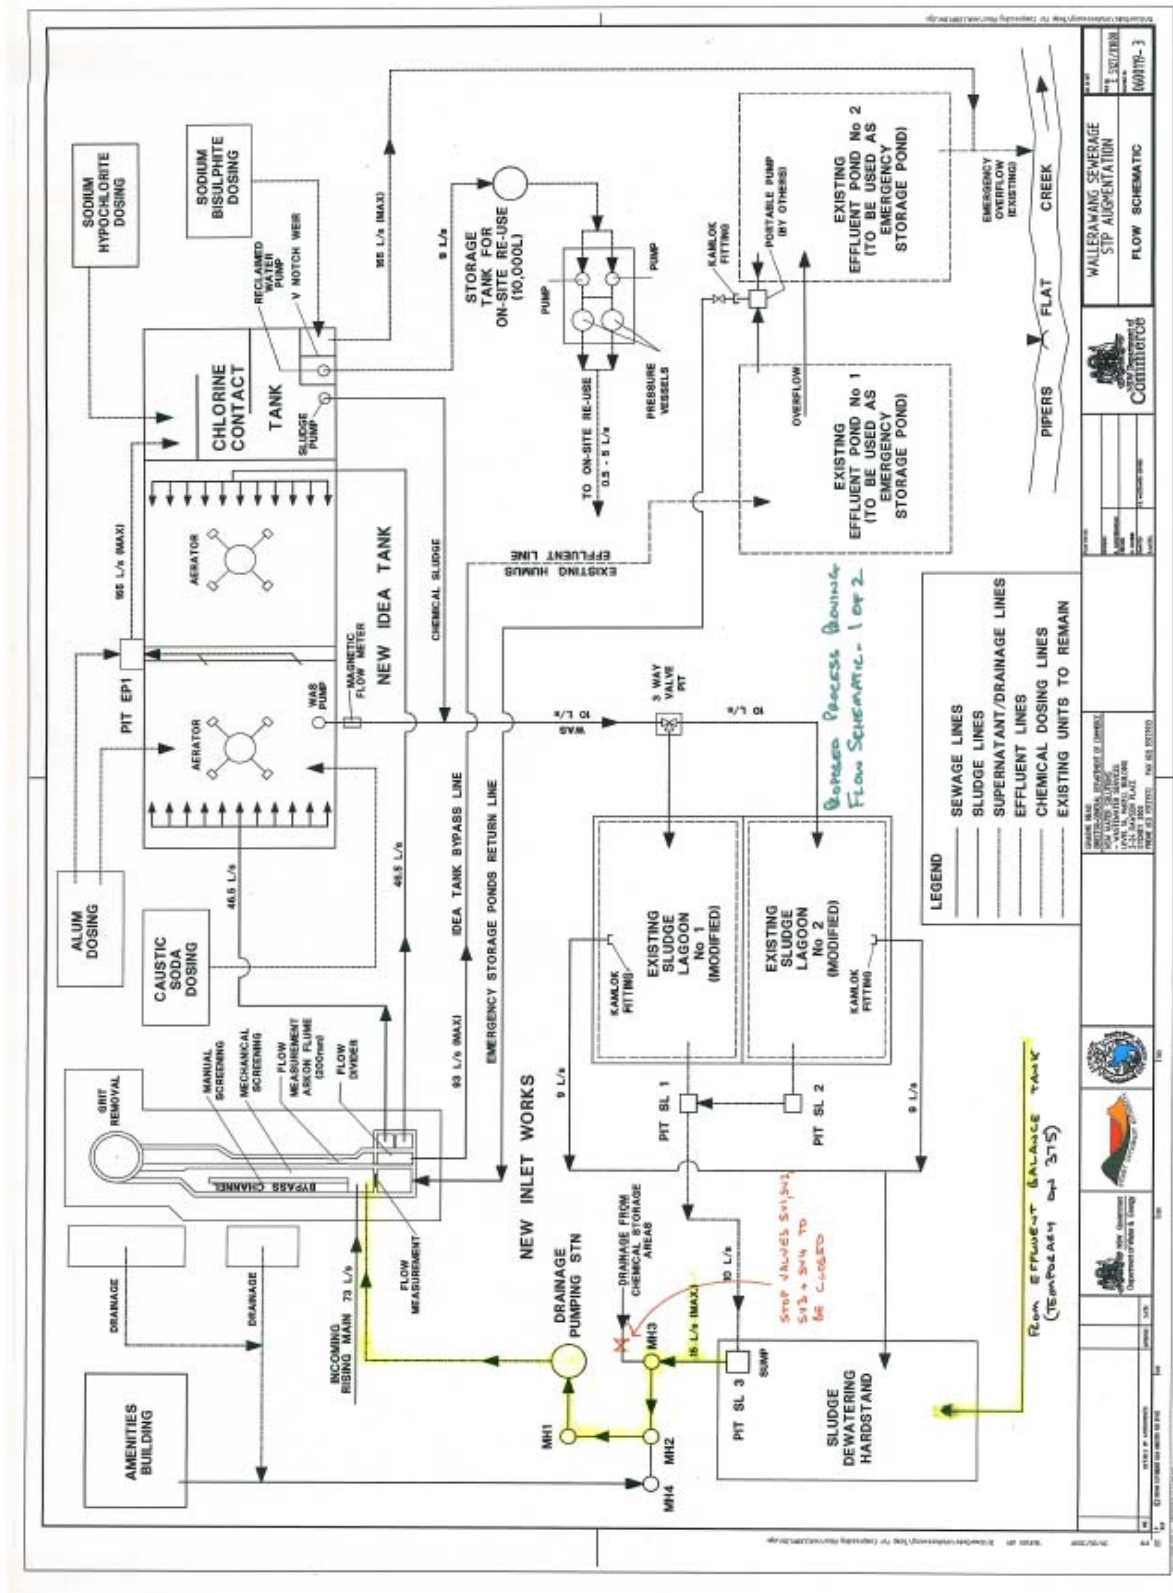 SODIUM
HYPOCHLORITE
DOSING
SODIUM
BISULPHITE
DOSING
RECLAIMED
WATER
PUMP
V NOTCH WEIR
CHLORINE
CONTACT
TANK
SLUDGE
PUMP
165 L/s (MAX)
9 L/s
STORAGE
TANK FOR
ON-SITE RE-USE
(10,000L)
PUMP
PUMP
PRESSURE
VESSELS
TO ON-SITE RE-USE
0.5 - 5 L/s
KAMLOK
FITTING
PORTABLE PUMP
(BY OTHERS)
EXISTING
EFFLUENT POND No 2
(TO BE USED AS
EMERGENCY
STORAGE POND)
EMERGENCY
OVERFLOW
(EXISTING)
OVERFLOW
EXISTING
EFFLUENT POND No 1
(TO BE USED AS
EMERGENCY
STORAGE POND)
PIPERS FLAT CREEK
165 L/s (MAX)
AERATOR
PIT EP1
AERATOR
WAS
PUMP
MAGNETIC
FLOW METER
NEW IDEA TANK
CHEMICAL SLUDGE
EXISTING HUMUS
EFFLUENT LINE
ALUM
DOSING
CAUSTIC
SODA
DOSING
46.5 L/s
46.5 L/s
93 L/s (MAX)
IDEA TANK BYPASS LINE
EMERGENCY STORAGE PONDS RETURN LINE
WAS
10 L/s
3 WAY
VALVE
PIT
10 L/s
PROPOSED PROCESS PROVING
FLOW SCHEMATIC - 1 OF 2
GRIT
REMOVAL
MANUAL
SCREENING
MECHANICAL
SCREENING
FLOW
MEASUREMENT
ARKON FLUME
(200mm)
FLOW
DIVIDER
BYPASS CHANNEL
FLOW
MEASUREMENT
NEW INLET WORKS
INCOMING
RISING MAIN 73 L/s
DRAINAGE
DRAINAGE
AMENITIES
BUILDING
DRAINAGE
PUMPING STN
MH1
MH2
MH3
MH4
DRAINAGE FROM
CHEMICAL STORAGE
AREAS
15 L/s (MAX.)
10 L/s
STOP VALVES SV1, SV2,
SV3 + SV4 TO
BE CLOSED
PIT SL 3
SUMP
PIT SL 1
PIT SL 2
9 L/s
9 L/s
KAMLOK
FITTING
EXISTING
SLUDGE
LAGOON
No 1
(MODIFIED)
EXISTING
SLUDGE
LAGOON
No 2
(MODIFIED)
KAMLOK
FITTING
SLUDGE
DEWATERING
HARDSTAND
FROM EFFLUENT BALANCE TANK
(TEMPORARY DN 375)
LEGEND
SEWAGE LINES
SLUDGE LINES
SUPERNATANT/DRAINAGE LINES
EFFLUENT LINES
CHEMICAL DOSING LINES
EXISTING UNITS TO REMAIN
Commerce
WALLERAWANG SEWERAGE
STP AUGMENTATION
FLOW SCHEMATIC
0600119-3